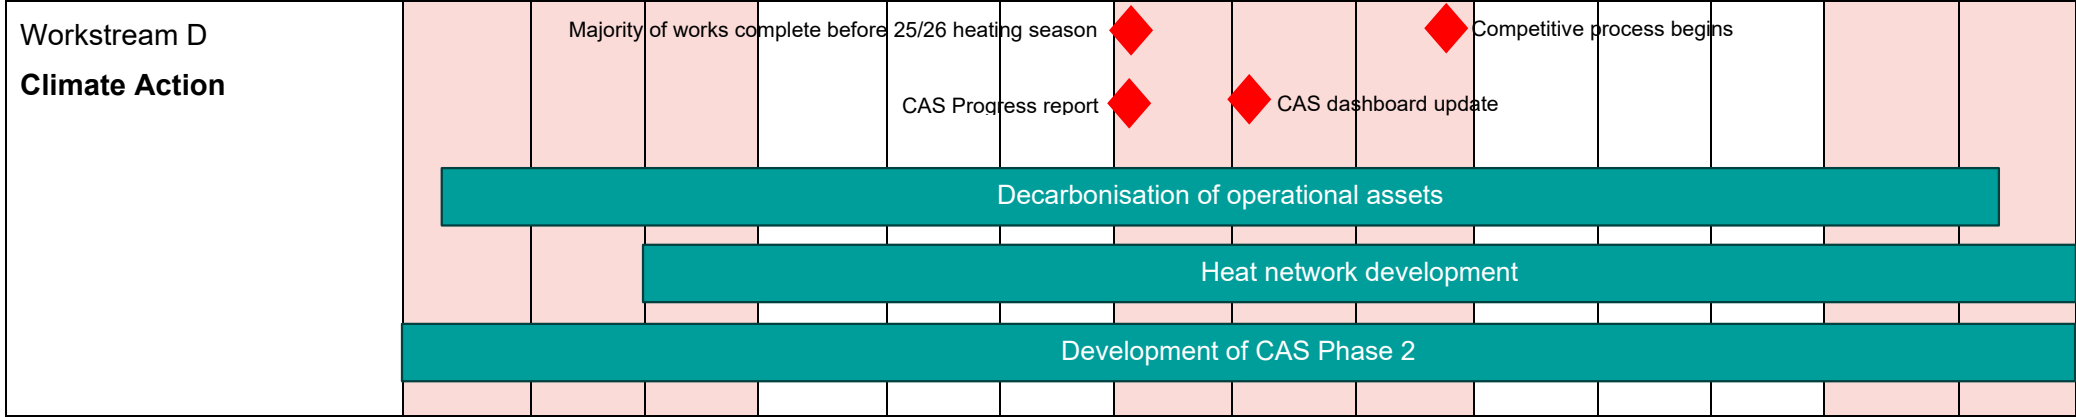 Workstream D
Climate Action
Majority of works complete before 25/26 heating season
Competitive process begins
CAS Progress report
CAS dashboard update
Decarbonisation of operational assets
Heat network development
Development of CAS Phase 2